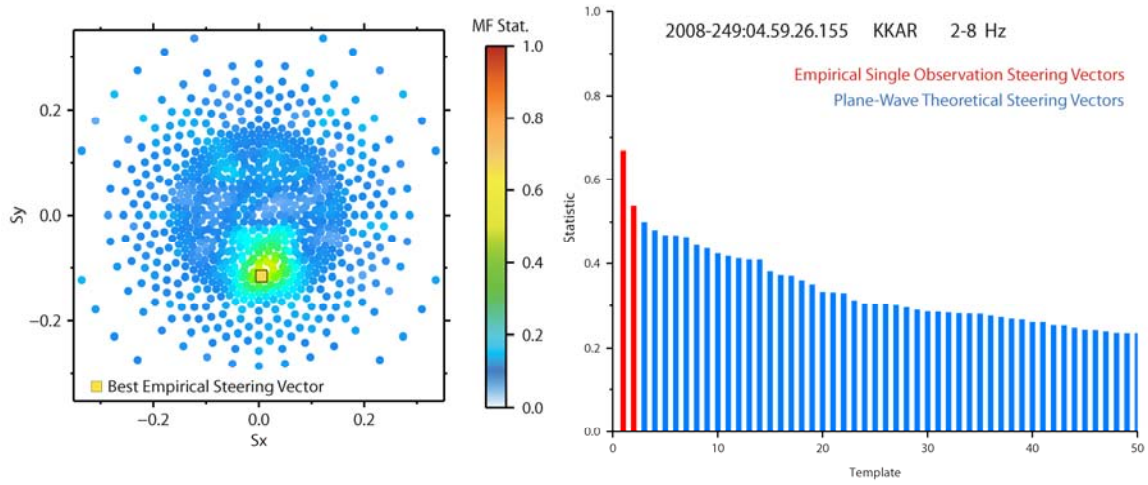 MF Stat.
1.0
0.8
0.6
0.4
0.2
0.0
Sy
0.2
0.0
−0.2
Best Empirical Steering Vector
−0.2
0.0
0.2
Sx
2008-249:04.59.26.155 KKAR 2-8 Hz
Empirical Single Observation Steering Vectors
Plane-Wave Theoretical Steering Vectors
Statistic
1.0
0.8
0.6
0.4
0.2
0.0
0
10
20
30
40
50
Template